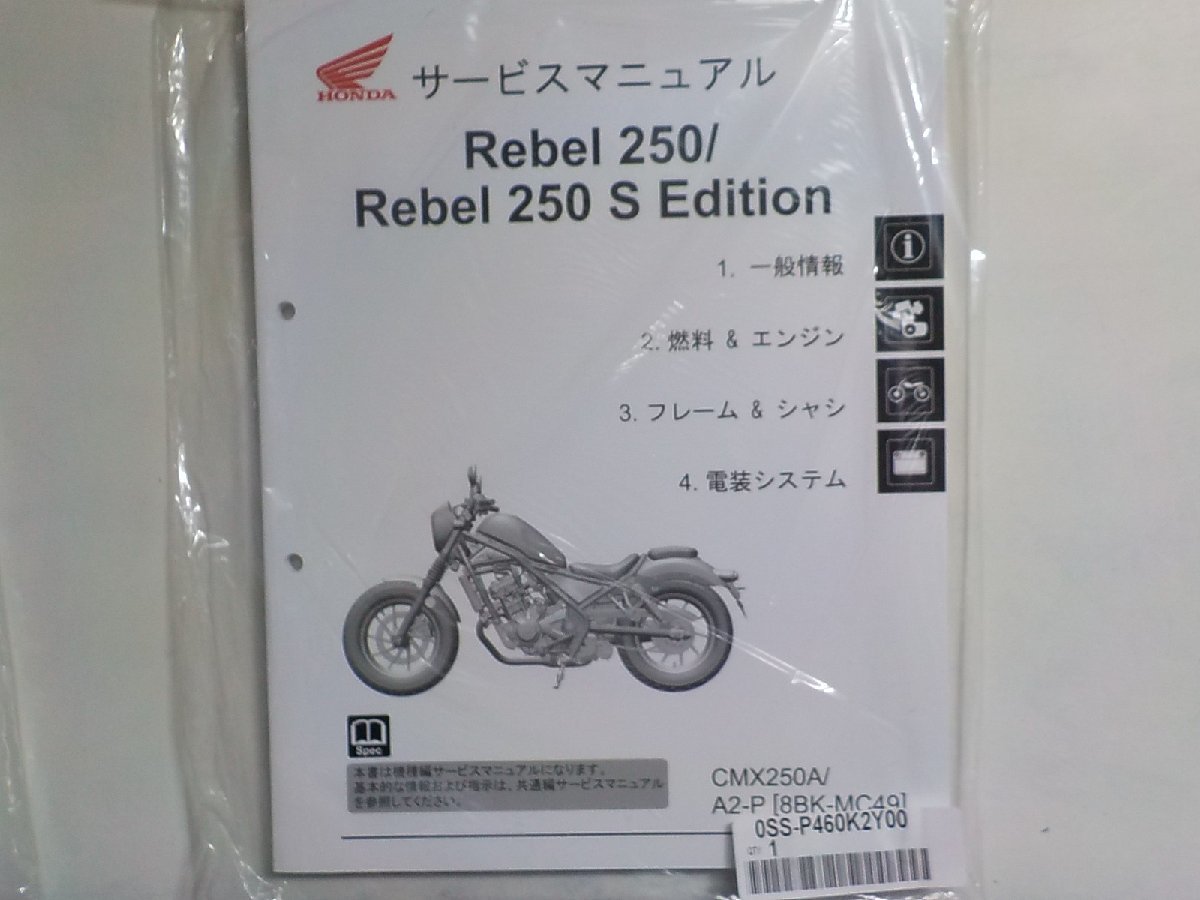 HONDA
サービスマニュアル
Rebel 250/
Rebel 250 S Edition
1. 一般情報
2. 燃料 & エンジン
3. フレーム & シャシ
4. 電装システム
Spec
本書は機種編サービスマニュアルになります。
基本的な情報および指示は、共通編サービスマニュアル
を参照してください。
CMX250A/
A2-P [8BK-MC49]
0SS-P460K2Y00
QTY 1